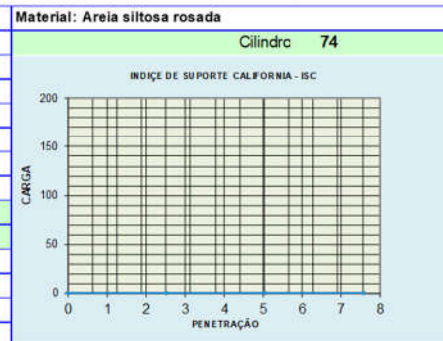 Material: Areia siltosa rosada
Cilindro 74
INDIÇE DE SUPORTE CALIFORNIA - ISC
200
150
100
50
0
CARGA
0 1 2 3 4 5 6 7 8
PENETRAÇÃO